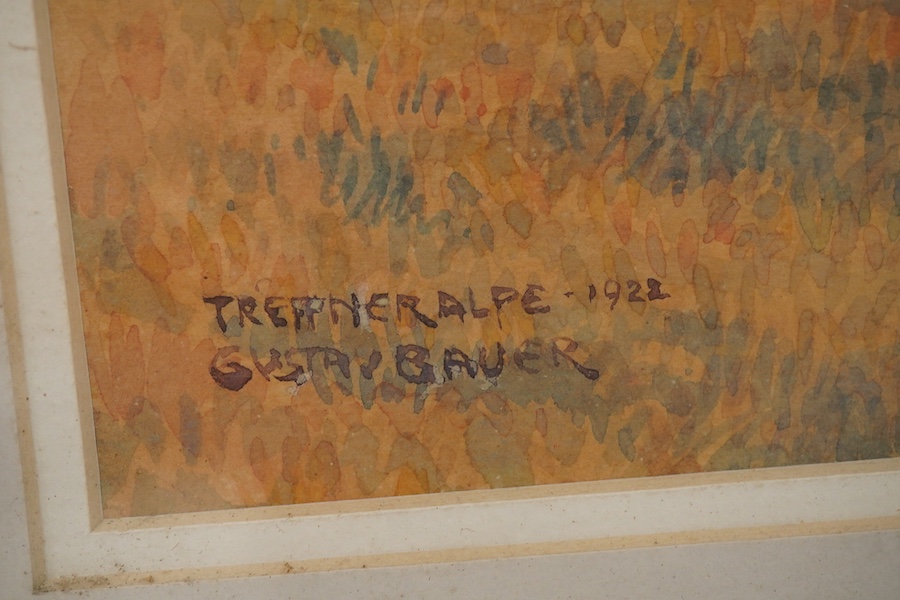 TREFFNERALPE - 1922
GUSTAV BAUER